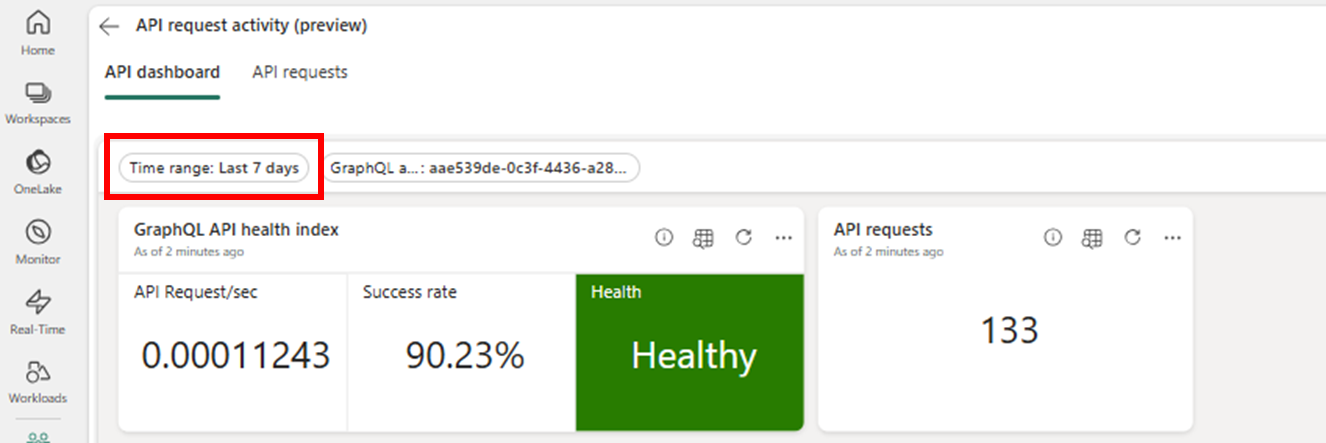 Home
Workspaces
OneLake
Monitor
Real-Time
Workloads
API request activity (preview)
API dashboard
API requests
Time range: Last 7 days
GraphQL a...: aae539de-0c3f-4436-a28...
GraphQL API health index
As of 2 minutes ago
API Request/sec
0.00011243
Success rate
90.23%
Health
Healthy
API requests
As of 2 minutes ago
133